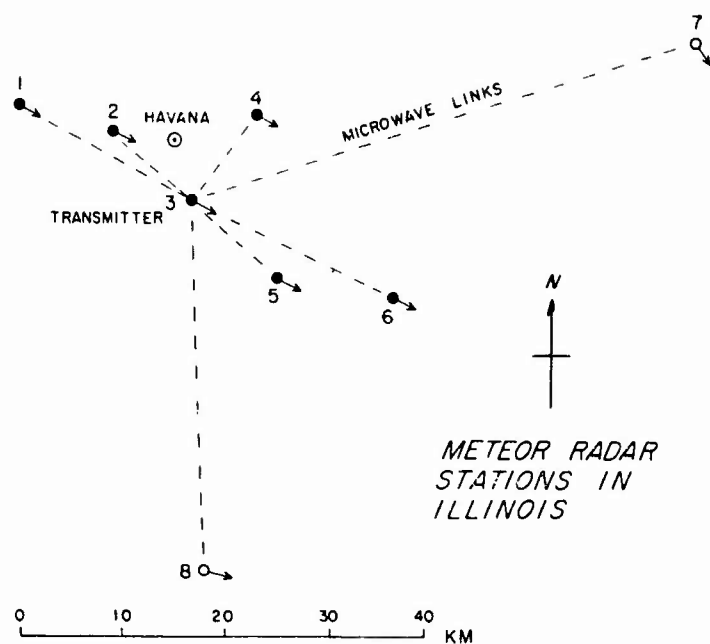 7
1
2
HAVANA
4
MICROWAVE LINKS
3
TRANSMITTER
5
6
N
METEOR RADAR
STATIONS IN
ILLINOIS
8
0 10 20 30 40 KM